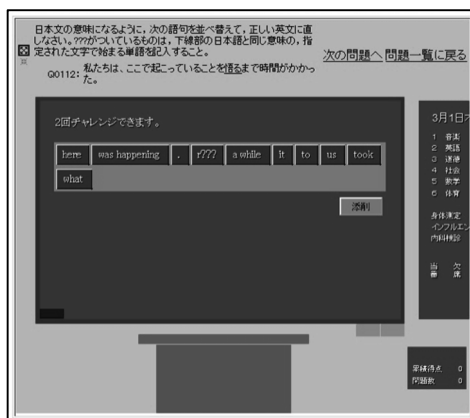 日本文の意味になるように，次の語句を並べ替えて，正しい英文に直
しなさい。???がついているものは，下線部の日本語と同じ意味の，指
定された文字で始まる単語を記入すること。
次の問題へ 問題一覧に戻る
Q0112: 私たちは、ここで起こっていることを悟るまで時間がかかっ
た。
2回チャレンジできます。
here was happening . r??? a while it to us took
what
添削
3月1日
1 音楽
2 英語
3 道徳
4 社会
5 数学
6 体育
身体測定
インフルエン
内科検診
当 欠
番 席
累積得点 0
問題数 0